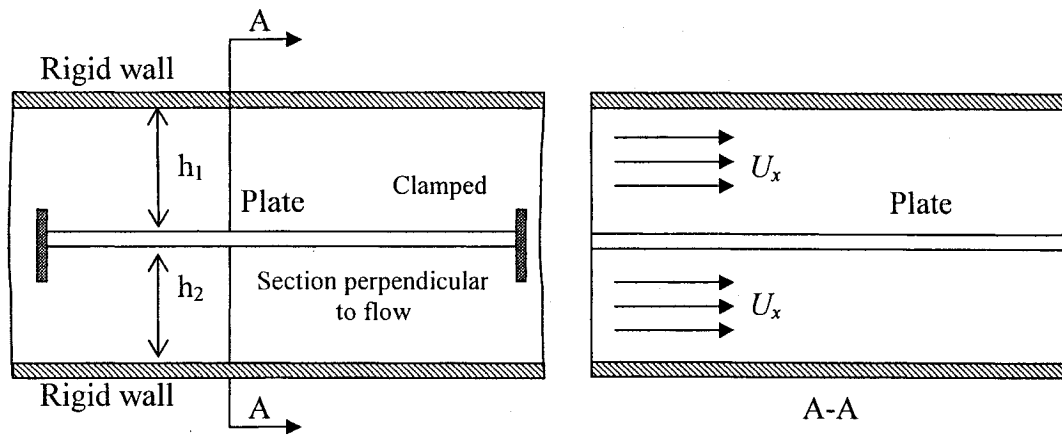 A
Rigid wall
h1
Clamped
Plate
h2
Section perpendicular
to flow
Rigid wall
A
Ux
Plate
Ux
A-A